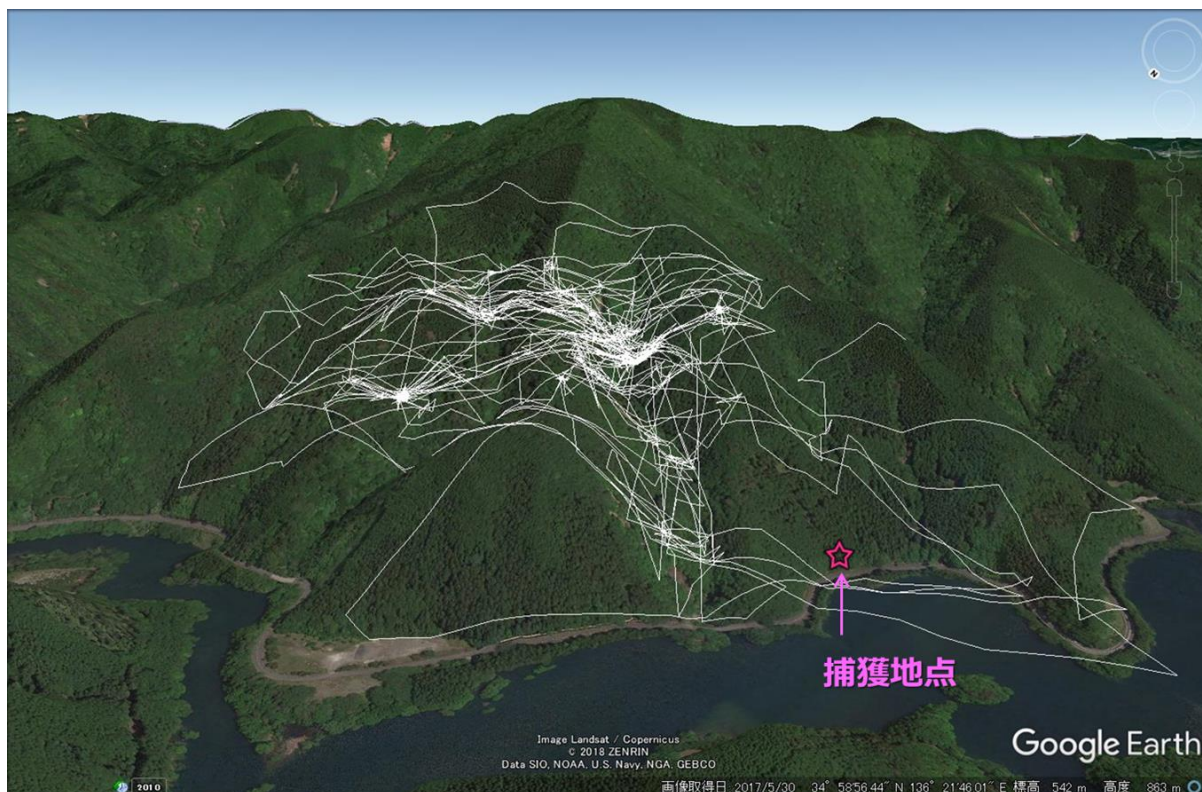 N
捕獲地点
Image Landsat / Copernicus
© 2018 ZENRIN
Data SIO, NOAA, U.S. Navy, NGA, GEBCO
Google Earth
2010
画像取得日 2017/5/30 34° 58'56.44" N 136° 21'46.01" E 標高 542 m 高度 863 m